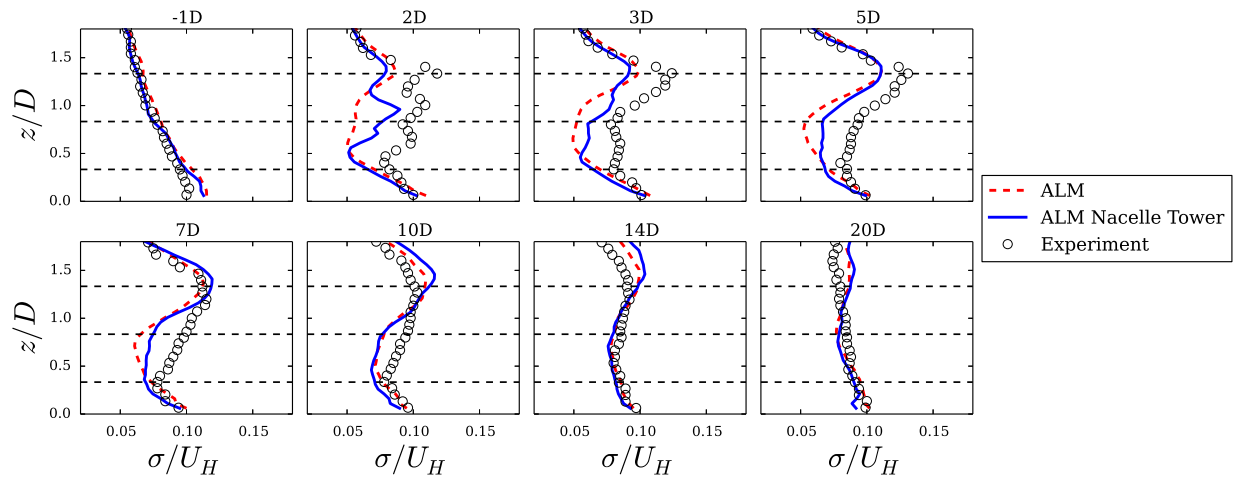 -1D 2D 3D 5D
z/D 1.5 1.0 0.5 0.0
ALM
ALM Nacelle Tower
Experiment
7D 10D 14D 20D
z/D 1.5 1.0 0.5 0.0
0.05 0.10 0.15 0.05 0.10 0.15 0.05 0.10 0.15 0.05 0.10 0.15
σ/U_H σ/U_H σ/U_H σ/U_H